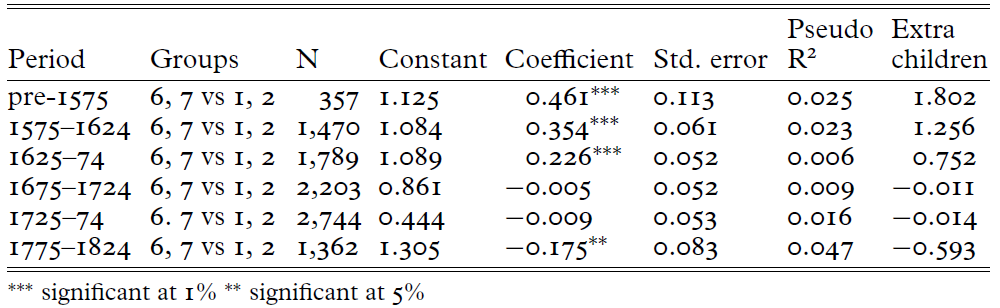 Pseudo Extra
Period Groups N Constant Coefficient Std. error R² children
pre-1575 6, 7 vs 1, 2 357 1.125 0.461*** 0.113 0.025 1.802
1575–1624 6, 7 vs 1, 2 1,470 1.084 0.354*** 0.061 0.023 1.256
1625–74 6, 7 vs 1, 2 1,789 1.089 0.226*** 0.052 0.006 0.752
1675–1724 6, 7 vs 1, 2 2,203 0.861 −0.005 0.052 0.009 −0.011
1725–74 6. 7 vs 1, 2 2,744 0.444 −0.009 0.053 0.016 −0.014
1775–1824 6, 7 vs 1, 2 1,362 1.305 −0.175** 0.083 0.047 −0.593
*** significant at 1% ** significant at 5%